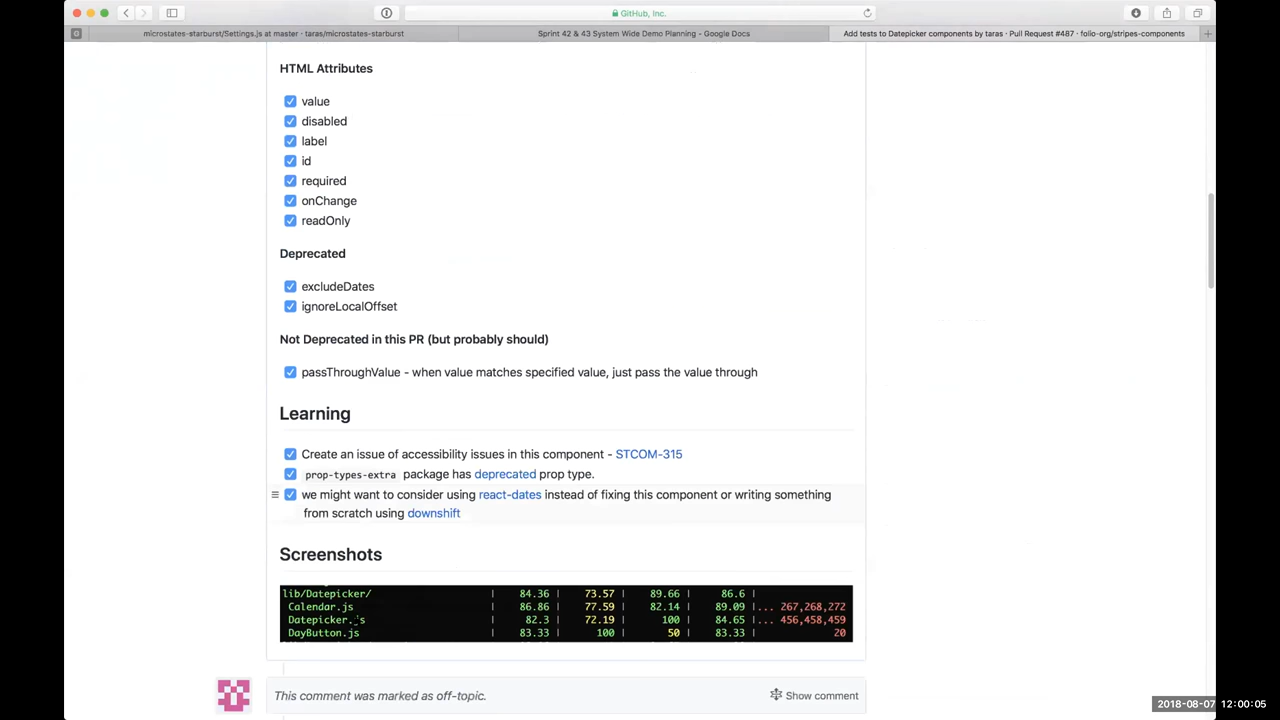 GitHub, Inc.
microstates-starburst/Settings.js at master · taras/microstates-starburst
Sprint 42 & 43 System Wide Demo Planning - Google Docs
Add tests to Datepicker components by taras · Pull Request #487 · folio-org/stripes-components
HTML Attributes
value
disabled
label
id
required
onChange
readOnly
Deprecated
excludeDates
ignoreLocalOffset
Not Deprecated in this PR (but probably should)
passThroughValue - when value matches specified value, just pass the value through
Learning
Create an issue of accessibility issues in this component - STCOM-315
prop-types-extra package has deprecated prop type.
we might want to consider using react-dates instead of fixing this component or writing something
from scratch using downshift
Screenshots
lib/Datepicker/ | 84.36 | 73.57 | 89.66 | 86.6 |
Calendar.js | 86.86 | 77.59 | 82.14 | 89.09 |... 267,268,272
Datepicker.js | 82.3 | 72.19 | 100 | 84.65 |... 456,458,459
DayButton.js | 83.33 | 100 | 50 | 83.33 | 20
This comment was marked as off-topic.
Show comment
2018-08-07 12:00:05